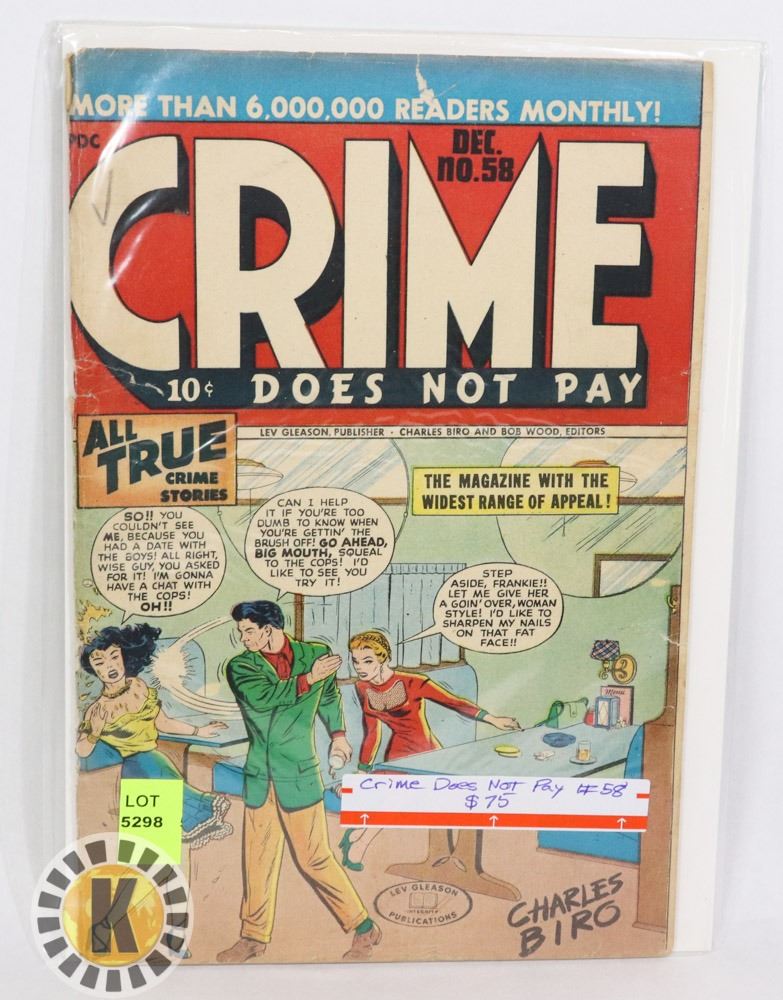 MORE THAN 6,000,000 READERS MONTHLY!
PDC
DEC.
NO.58
CRIME
10¢ DOES NOT PAY
LEV GLEASON, PUBLISHER • CHARLES BIRO AND BOB WOOD, EDITORS
ALL
TRUE
CRIME
STORIES
THE MAGAZINE WITH THE
WIDEST RANGE OF APPEAL!
SO!! YOU
COULDN'T SEE
ME, BECAUSE YOU
HAD A DATE WITH
THE BOYS! ALL RIGHT,
WISE GUY, YOU ASKED
FOR IT! I'M GONNA
HAVE A CHAT WITH
THE COPS!
OH!!
CAN I HELP
IT IF YOU'RE TOO
DUMB TO KNOW WHEN
YOU'RE GETTIN' THE
BRUSH OFF! GO AHEAD,
BIG MOUTH, SQUEAL
TO THE COPS! I'D
LIKE TO SEE YOU
TRY IT!
STEP
ASIDE, FRANKIE!!
LET ME GIVE HER
A GOIN' OVER, WOMAN
STYLE! I'D LIKE TO
SHARPEN MY NAILS
ON THAT FAT
FACE!!
Menu
Crime Does Not Pay #58
$75
LOT
5298
K
LEV GLEASON
INTEGRITY
PUBLICATIONS
CHARLES
BIRO